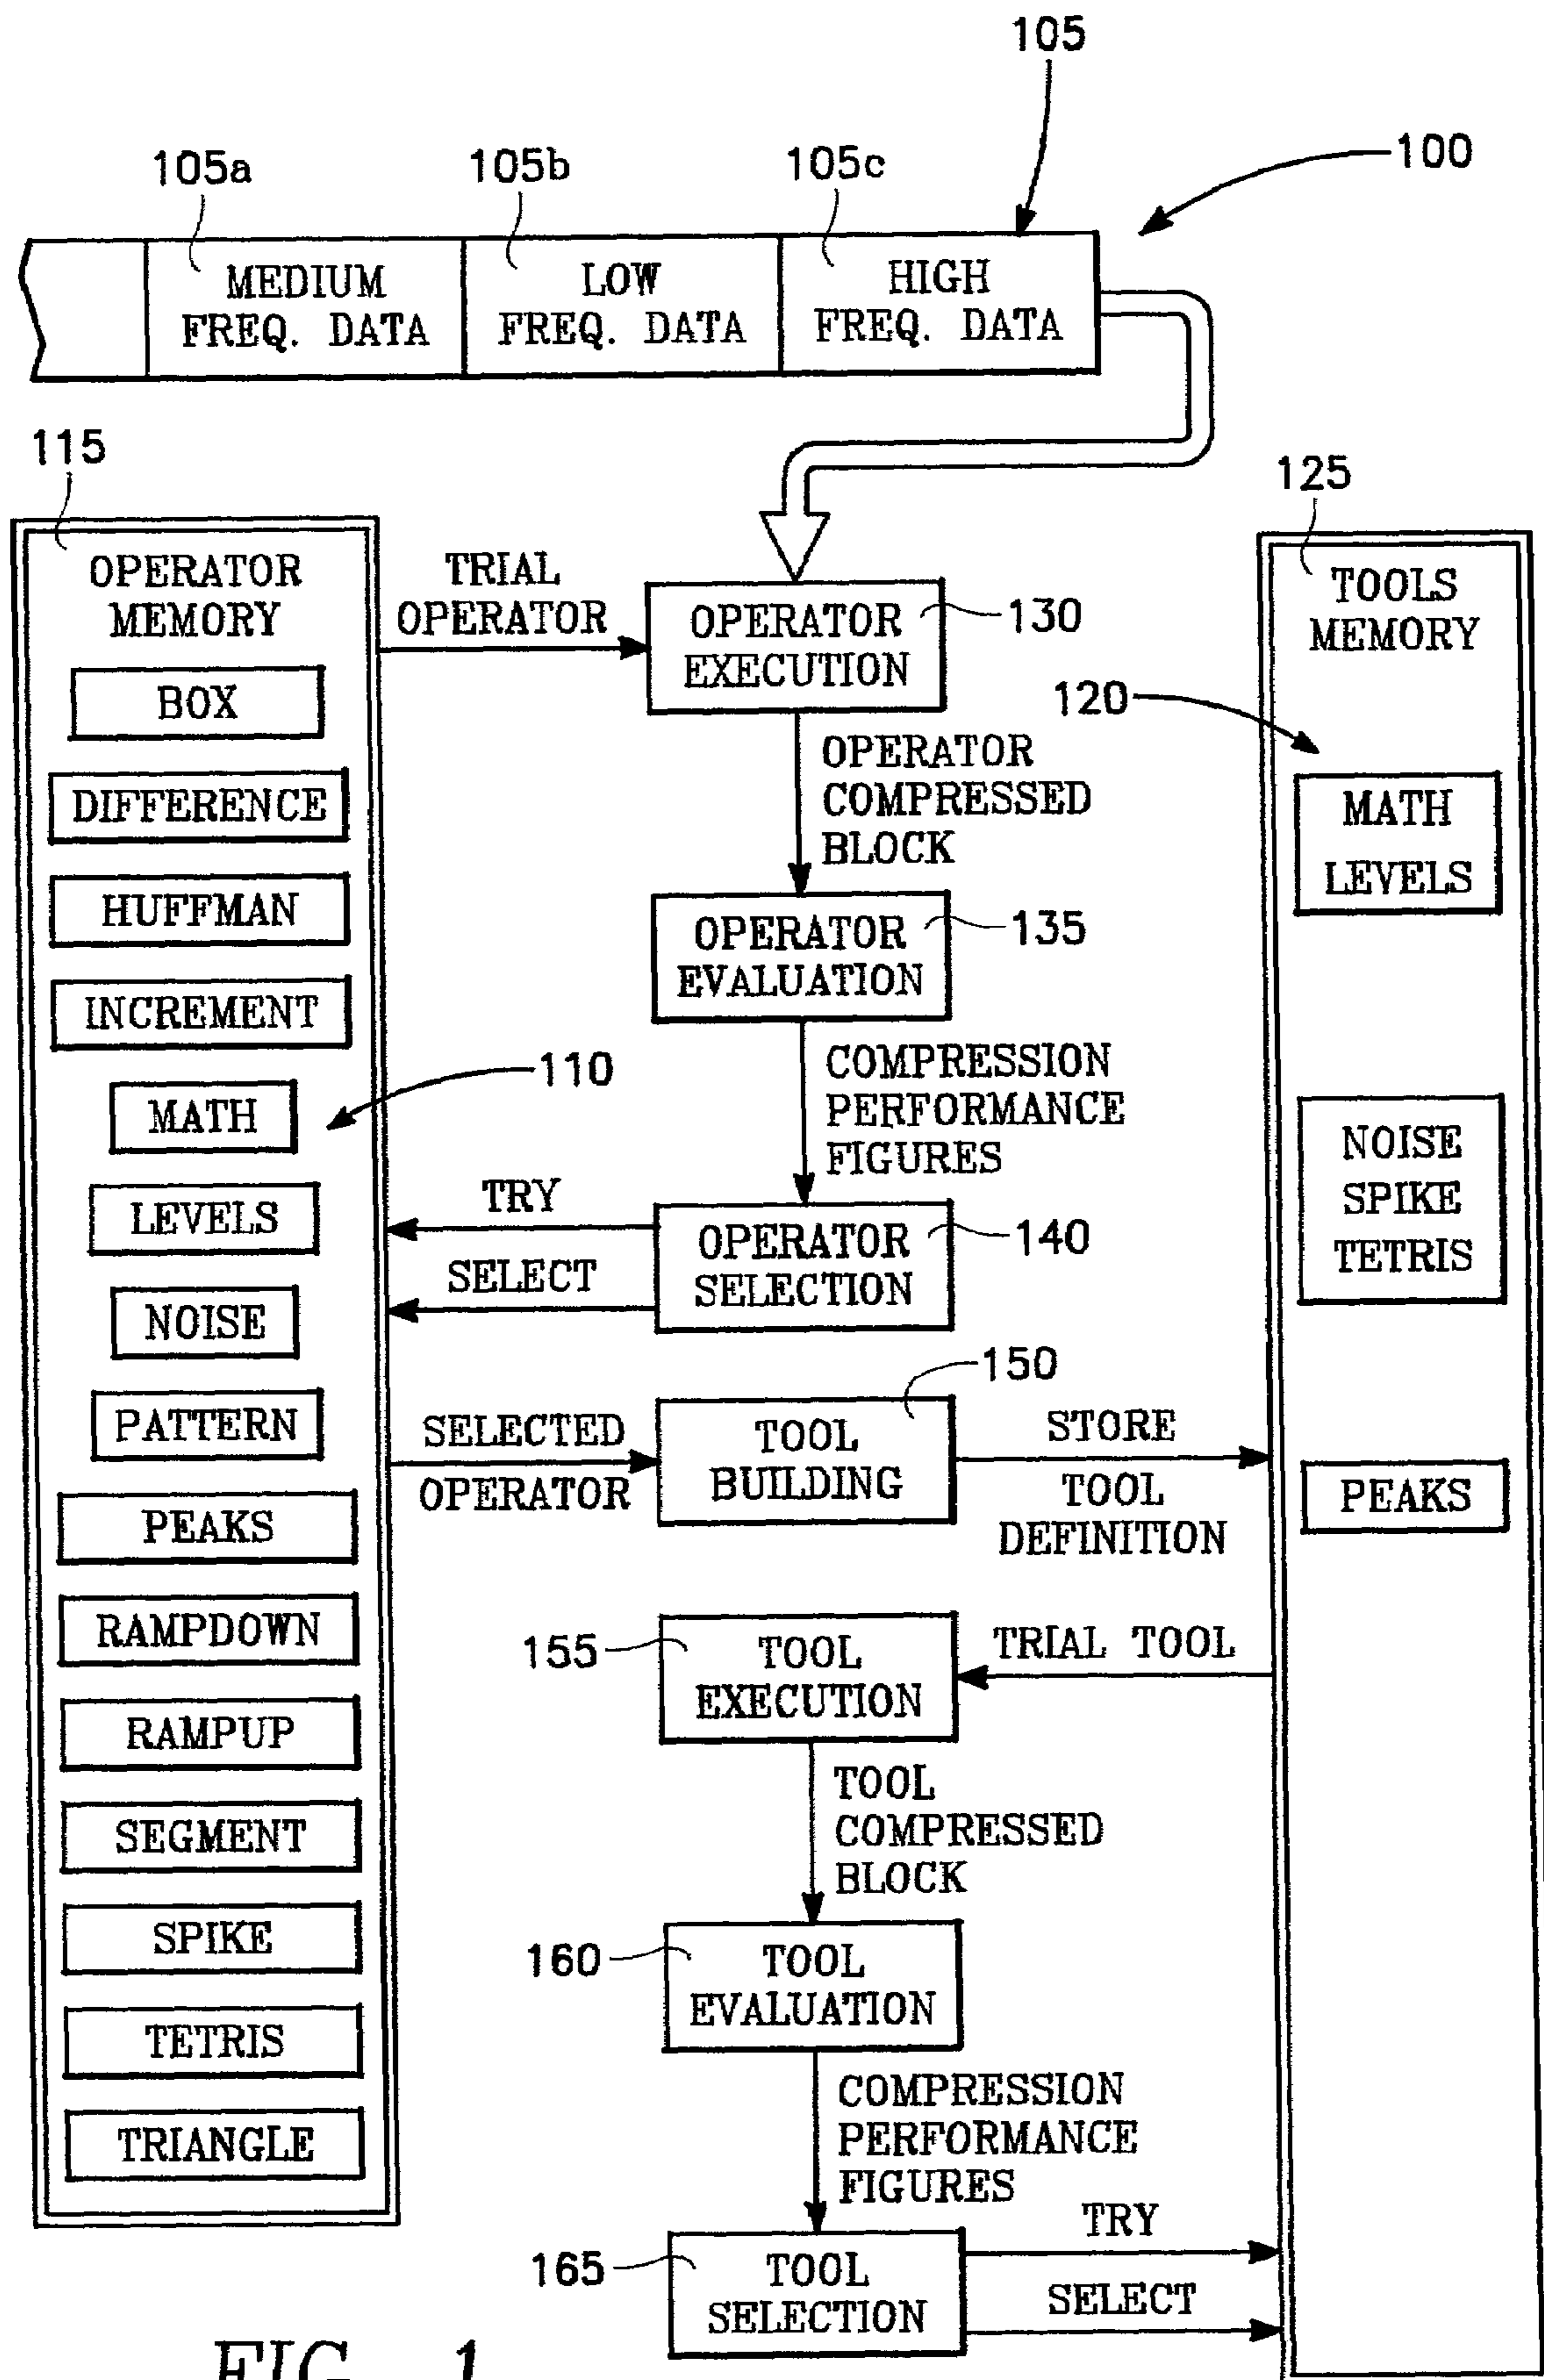 105
100
105a
105b
105c
MEDIUM
FREQ. DATA
LOW
FREQ. DATA
HIGH
FREQ. DATA
115
OPERATOR
MEMORY
BOX
DIFFERENCE
HUFFMAN
INCREMENT
MATH
110
LEVELS
NOISE
PATTERN
PEAKS
RAMPDOWN
RAMPUP
SEGMENT
SPIKE
TETRIS
TRIANGLE
TRIAL
OPERATOR
OPERATOR
EXECUTION
130
OPERATOR
COMPRESSED
BLOCK
OPERATOR
EVALUATION
135
COMPRESSION
PERFORMANCE
FIGURES
TRY
SELECT
OPERATOR
SELECTION
140
SELECTED
OPERATOR
TOOL
BUILDING
150
STORE
TOOL
DEFINITION
155
TOOL
EXECUTION
TRIAL TOOL
TOOL
COMPRESSED
BLOCK
160
TOOL
EVALUATION
COMPRESSION
PERFORMANCE
FIGURES
165
TOOL
SELECTION
TRY
SELECT
125
TOOLS
MEMORY
120
MATH
LEVELS
NOISE
SPIKE
TETRIS
PEAKS
FIG. 1